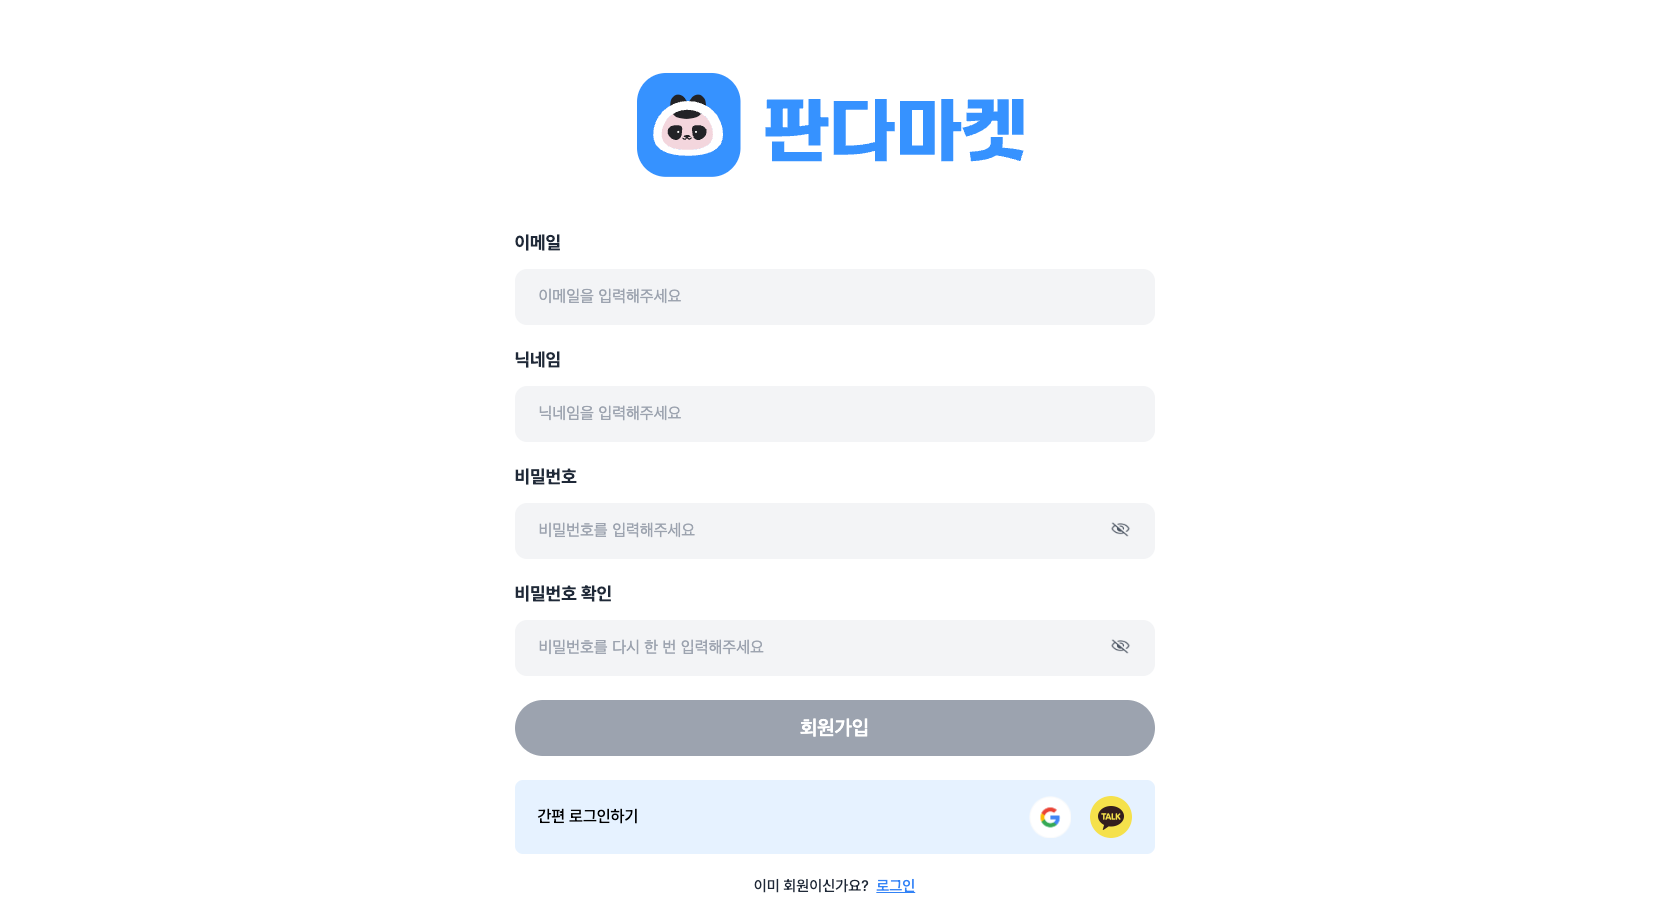 판다마켓
이메일
이메일을 입력해주세요
닉네임
닉네임을 입력해주세요
비밀번호
비밀번호를 입력해주세요
비밀번호 확인
비밀번호를 다시 한 번 입력해주세요
회원가입
간편 로그인하기
G
TALK
이미 회원이신가요? 로그인